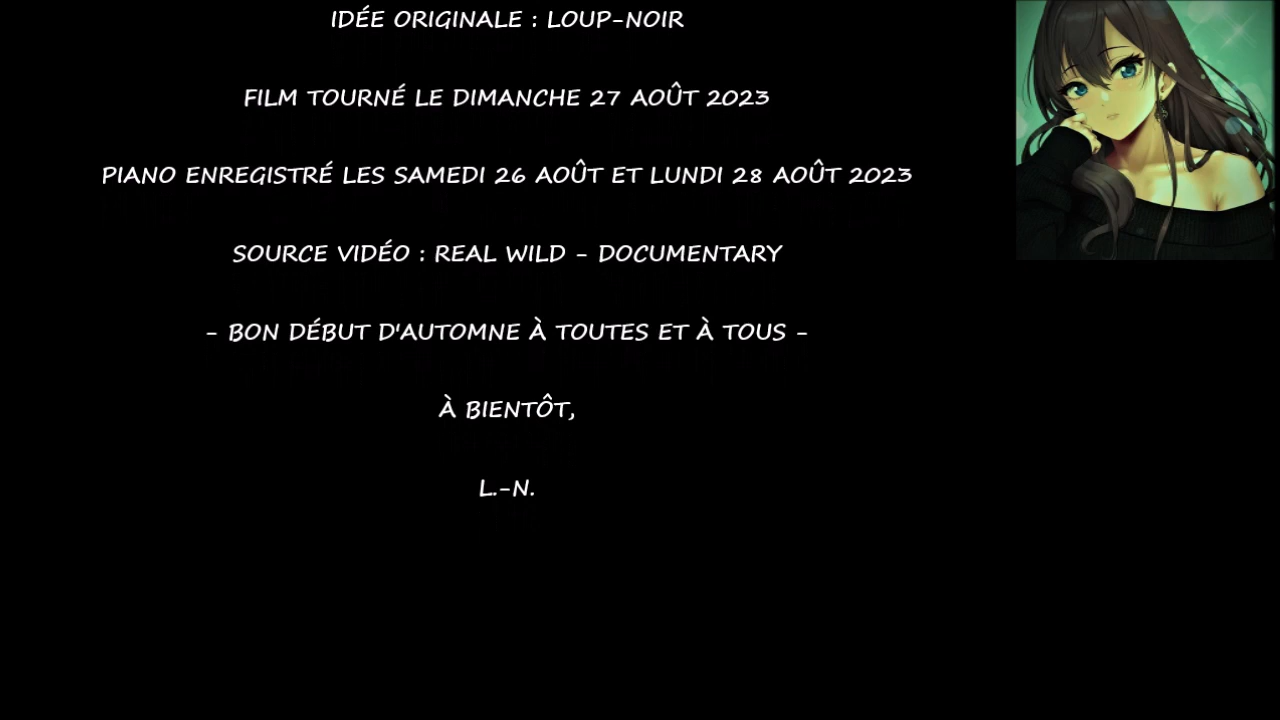 IDÉE ORIGINALE : LOUP-NOIR
FILM TOURNÉ LE DIMANCHE 27 AOÛT 2023
PIANO ENREGISTRÉ LES SAMEDI 26 AOÛT ET LUNDI 28 AOÛT 2023
SOURCE VIDÉO : REAL WILD - DOCUMENTARY
- BON DÉBUT D'AUTOMNE À TOUTES ET À TOUS -
À BIENTÔT,
L.-N.